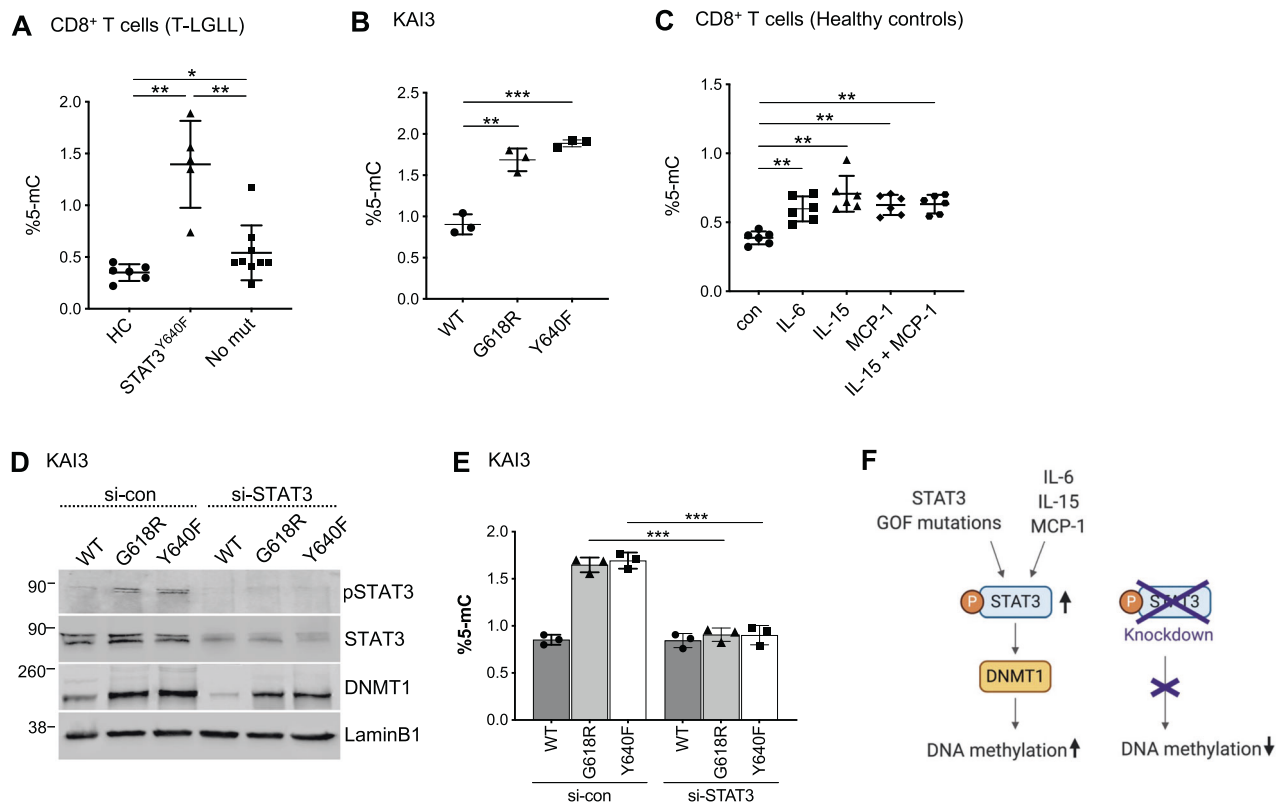 A CD8⁺ T cells (T-LGLL)
*
** **
%5-mC
2.0
1.5
1.0
0.5
0.0
HC
STAT3^Y640F
No mut
B KAI3
***
**
%5-mC
2.5
2.0
1.5
1.0
0.5
0.0
WT
G618R
Y640F
C CD8⁺ T cells (Healthy controls)
**
**
**
**
%5-mC
1.5
1.0
0.5
0.0
con
IL-6
IL-15
MCP-1
IL-15 + MCP-1
D KAI3
si-con si-STAT3
WT G618R Y640F WT G618R Y640F
90 pSTAT3
90 STAT3
260 DNMT1
38 LaminB1
E KAI3
***
***
%5-mC
2.0
1.5
1.0
0.5
0.0
WT G618R Y640F WT G618R Y640F
si-con si-STAT3
F
STAT3
GOF mutations
IL-6
IL-15
MCP-1
P STAT3
DNMT1
DNA methylation
P STAT3
Knockdown
DNA methylation